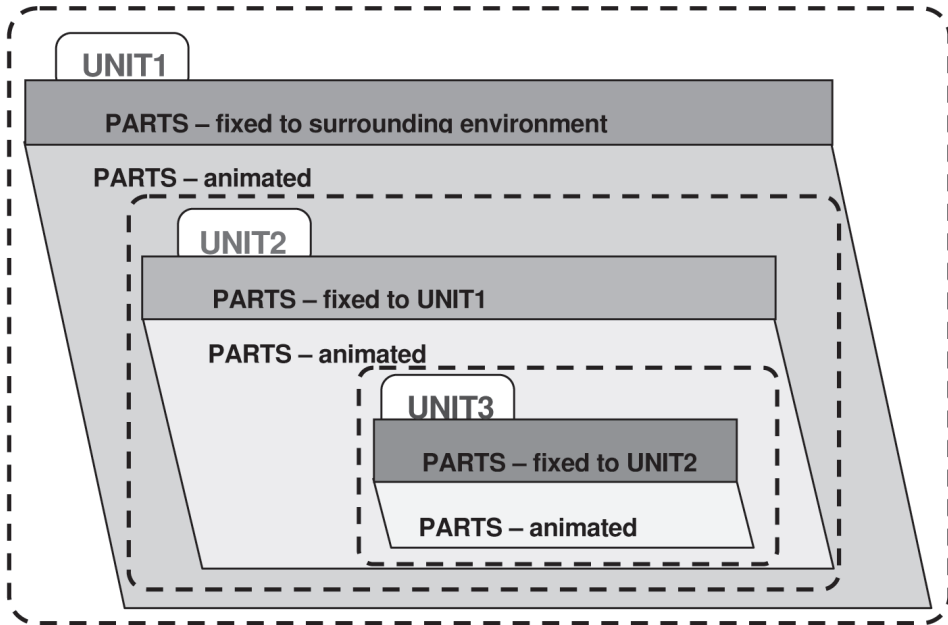 UNIT1
PARTS – fixed to surrounding environment
PARTS – animated
UNIT2
PARTS – fixed to UNIT1
PARTS – animated
UNIT3
PARTS – fixed to UNIT2
PARTS – animated